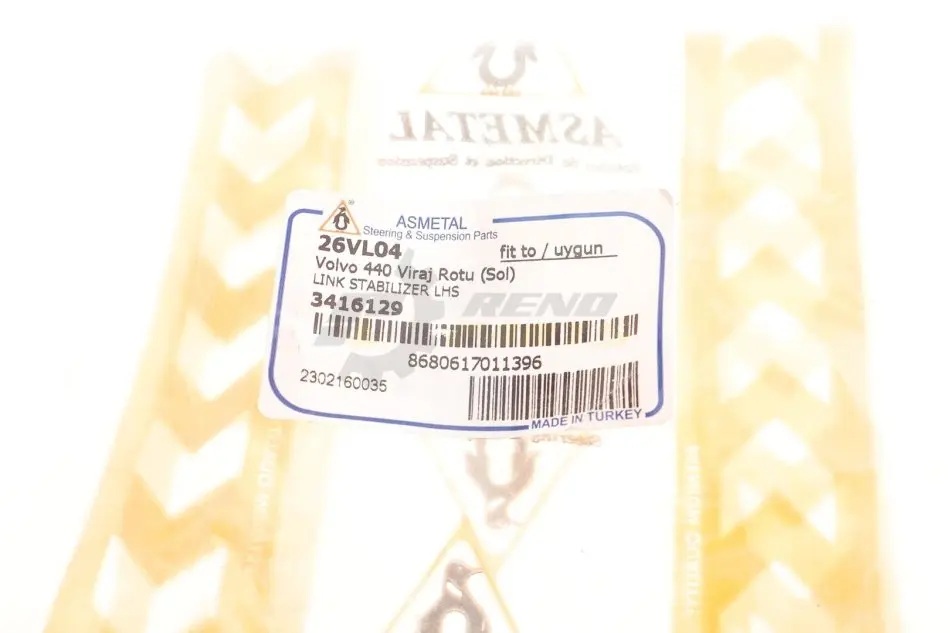 ASMETAL
ASMETAL
Steering & Suspension Parts
26VL04
fit to / uygun
Volvo 440 Viraj Rotu (Sol)
LINK STABILIZER LHS
3416129
RENO
8680617011396
2302160035
MADE IN TURKEY